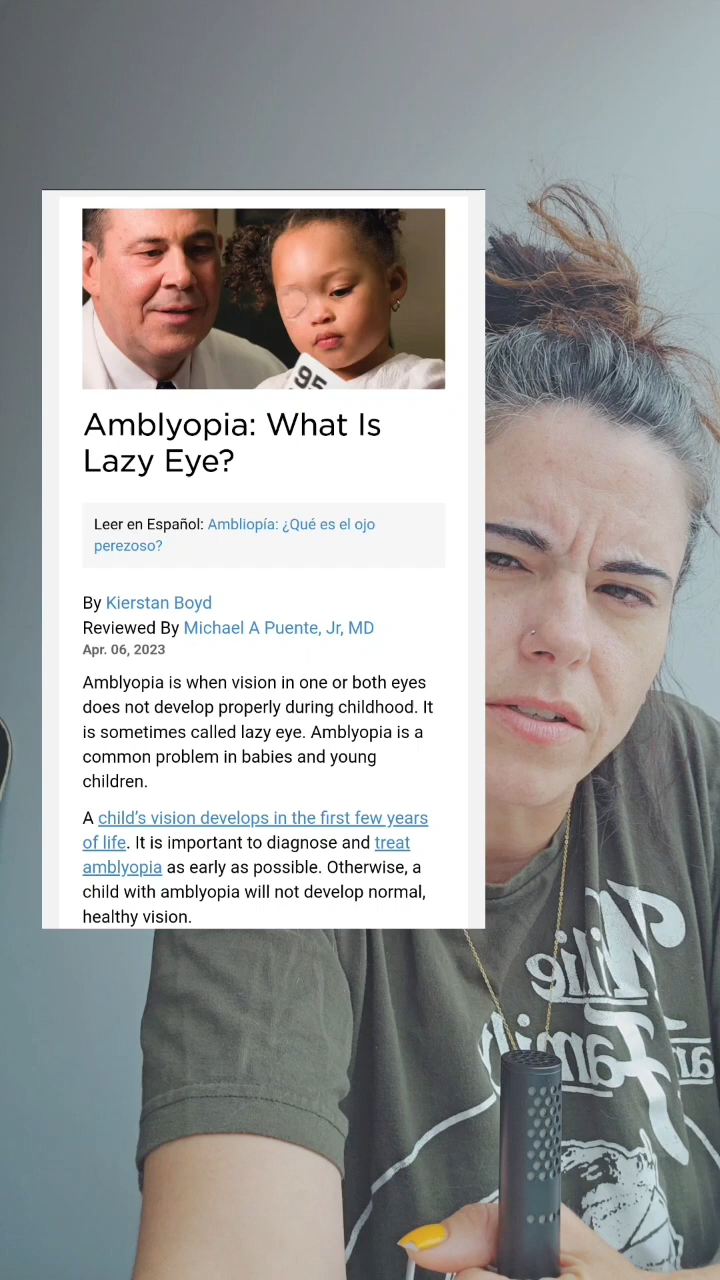 95
Amblyopia: What Is
Lazy Eye?
Leer en Español: Ambliopía: ¿Qué es el ojo
perezoso?
By Kierstan Boyd
Reviewed By Michael A Puente, Jr, MD
Apr. 06, 2023
Amblyopia is when vision in one or both eyes
does not develop properly during childhood. It
is sometimes called lazy eye. Amblyopia is a
common problem in babies and young
children.
A child's vision develops in the first few years
of life. It is important to diagnose and treat
amblyopia as early as possible. Otherwise, a
child with amblyopia will not develop normal,
healthy vision.
Willie
Family